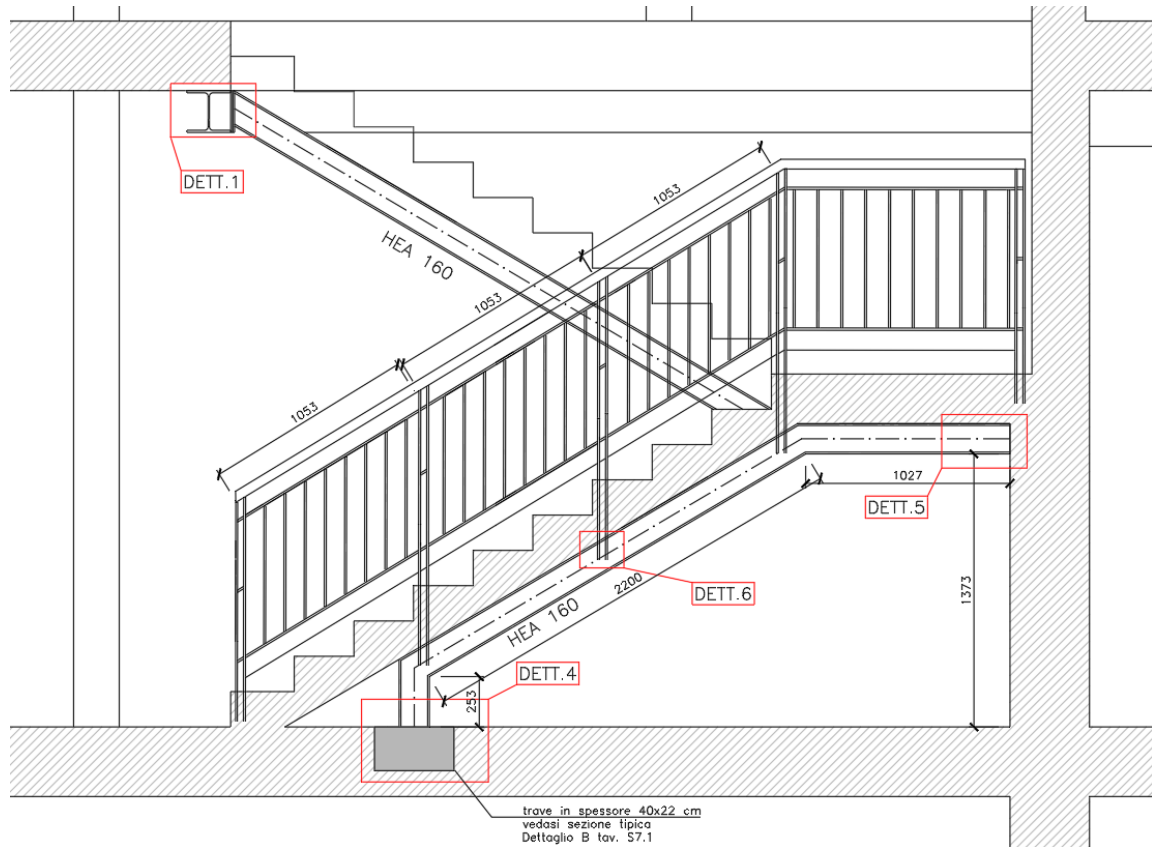 DETT.1
1053
HEA 160
1053
1053
1027
DETT.5
DETT.6
2200
1373
HEA 160
DETT.4
253
trave in spessore 40x22 cm
vedasi sezione tipica
Dettaglio B tav. S7.1